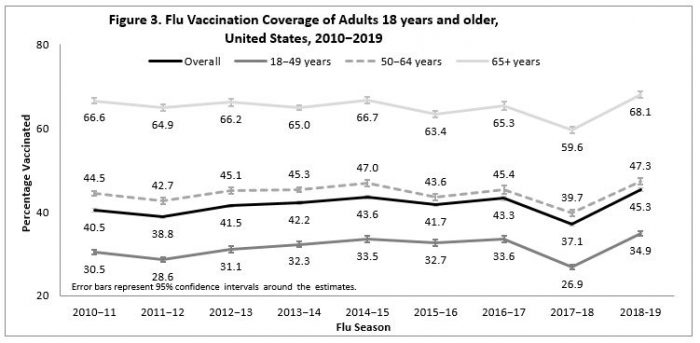 Figure 3. Flu Vaccination Coverage of Adults 18 years and older,
United States, 2010–2019
Overall 18–49 years 50–64 years 65+ years
Percentage Vaccinated
80
60
40
20
66.6 64.9 66.2 65.0 66.7 63.4 65.3 59.6 68.1
44.5 42.7 45.1 45.3 47.0 43.6 45.4 39.7 47.3
40.5 38.8 41.5 42.2 43.6 41.7 43.3 37.1 45.3
30.5 28.6 31.1 32.3 33.5 32.7 33.6 26.9 34.9
Error bars represent 95% confidence intervals around the estimates.
2010–11 2011–12 2012–13 2013–14 2014–15 2015–16 2016–17 2017–18 2018-19
Flu Season